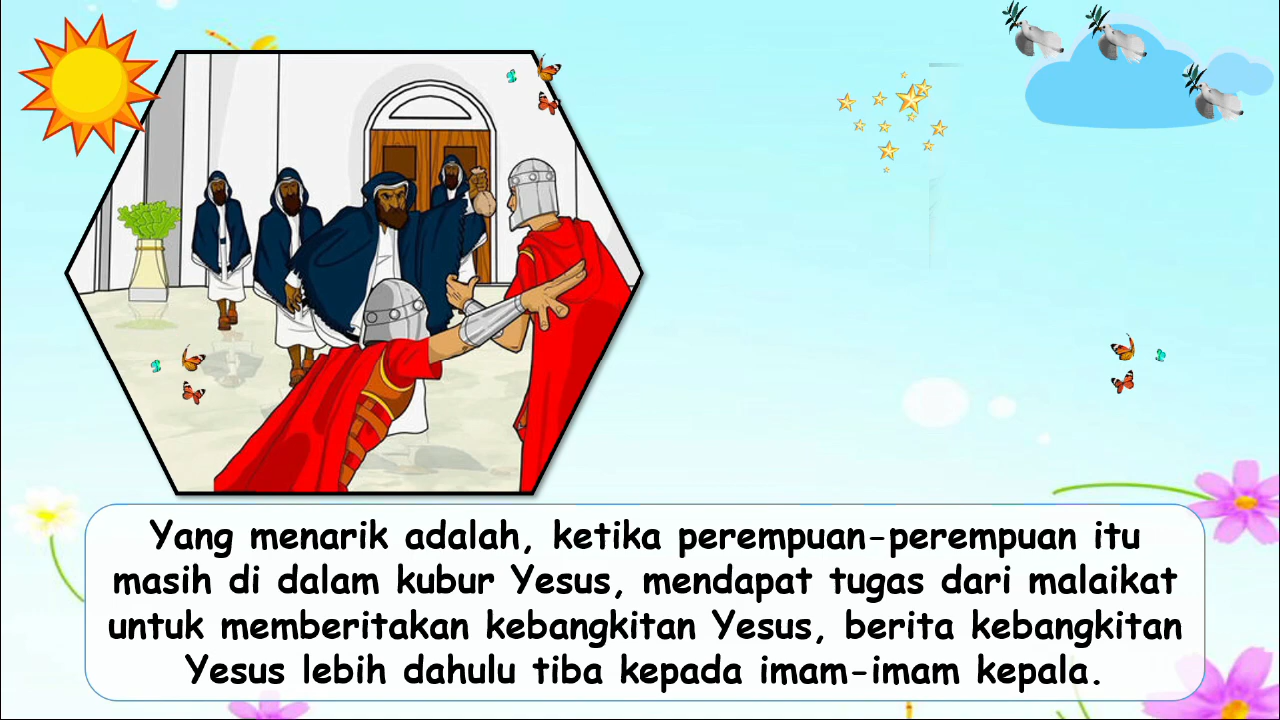 Yang menarik adalah, ketika perempuan-perempuan itu
masih di dalam kubur Yesus, mendapat tugas dari malaikat
untuk memberitakan kebangkitan Yesus, berita kebangkitan
Yesus lebih dahulu tiba kepada imam-imam kepala.